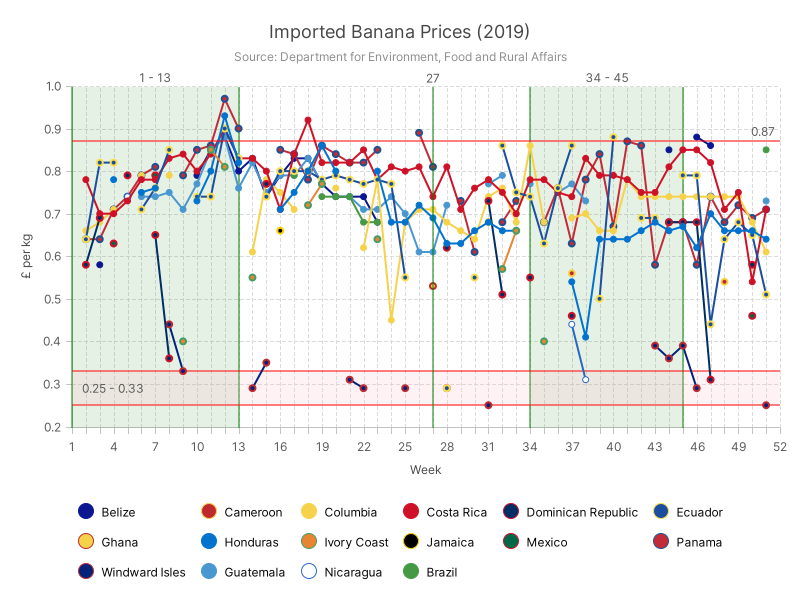 Imported Banana Prices (2019)
Source: Department for Environment, Food and Rural Affairs
1 - 13 27 34 - 45
1.0
0.87
0.9
0.8
0.7
0.6
0.5
0.4
0.25 - 0.33
0.3
0.2
£ per kg
1 4 7 10 13 16 19 22 25 28 31 34 37 40 43 46 49 52
Week
Belize Cameroon Columbia Costa Rica Dominican Republic Ecuador
Ghana Honduras Ivory Coast Jamaica Mexico Panama
Windward Isles Guatemala Nicaragua Brazil